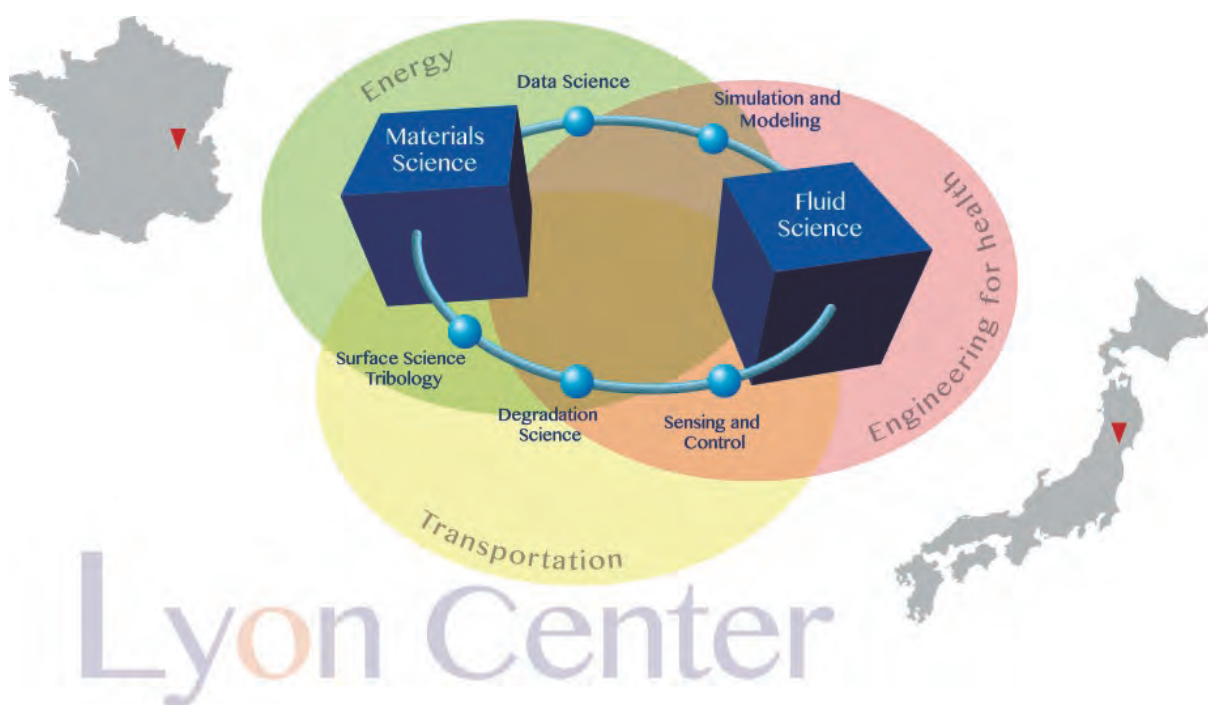 Energy
Data Science
Simulation and
Modeling
Materials
Science
Fluid
Science
Engineering for health
Surface Science
Tribology
Degradation
Science
Sensing and
Control
Transportation
Lyon Center